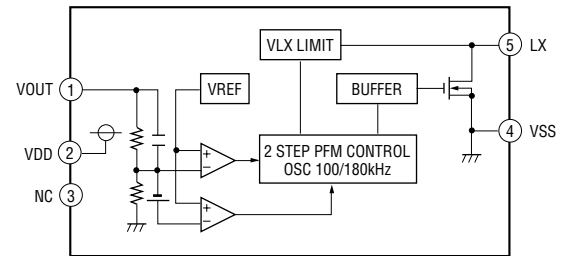 VLX LIMIT
5 LX
VOUT 1
VREF
BUFFER
4 VSS
VDD 2
+
-
2 STEP PFM CONTROL
OSC 100/180kHz
NC 3
+
-